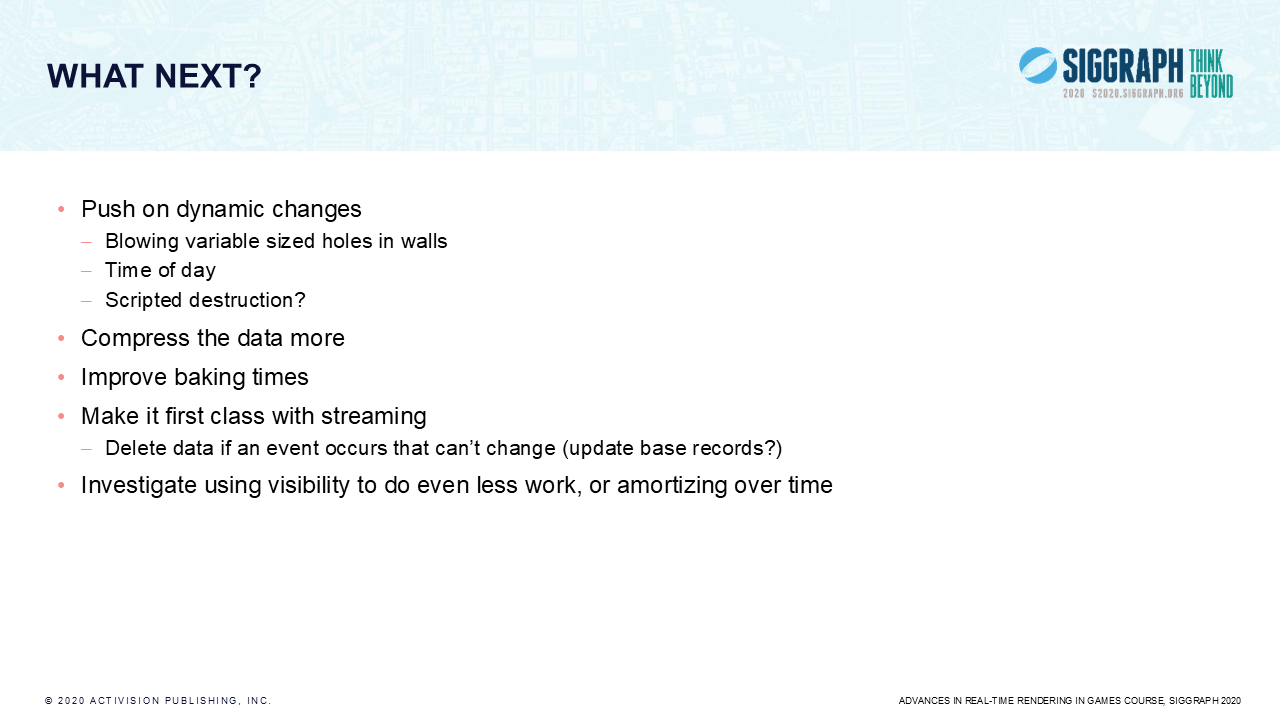 WHAT NEXT?
SIGGRAPH
THINK
BEYOND
2020 S2020.SIGGRAPH.ORG
• Push on dynamic changes
– Blowing variable sized holes in walls
– Time of day
– Scripted destruction?
• Compress the data more
• Improve baking times
• Make it first class with streaming
– Delete data if an event occurs that can’t change (update base records?)
• Investigate using visibility to do even less work, or amortizing over time
© 2020 ACTIVISION PUBLISHING, INC.
ADVANCES IN REAL-TIME RENDERING IN GAMES COURSE, SIGGRAPH 2020